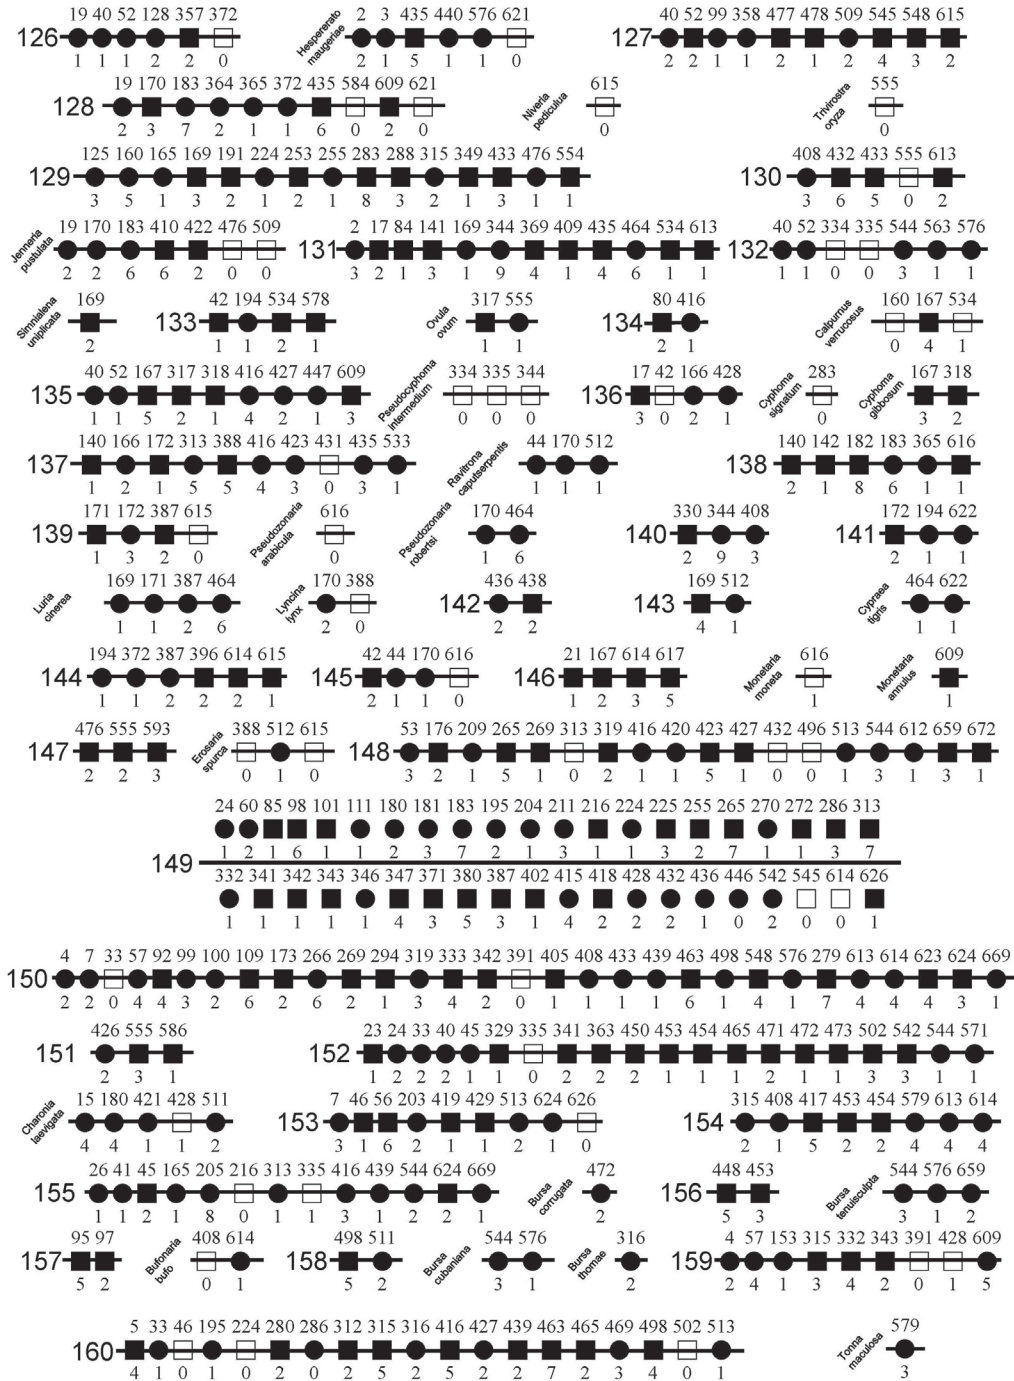 19 40 52 128 357 372
126
1 1 1 2 2 0
2 3 435 440 576 621
Hespererato maugeriae
2 1 5 1 1 0
40 52 99 358 477 478 509 545 548 615
127
2 2 1 1 1 1 2 4 3 2
19 170 183 364 365 372 435 584 609 621
128
2 3 7 2 1 1 6 0 2 0
615
Niveria pediculua
0
555
Trivirostra oryza
0
125 160 165 169 191 224 253 255 283 288 315 349 433 476 554
129
3 5 1 3 2 1 2 1 8 3 2 1 3 1 1
408 432 433 555 613
130
3 6 5 0 2
19 170 183 410 422 476 509
Jenneria pustulata
2 2 6 6 2 0 0
2 17 84 141 169 344 369 409 435 464 534 613
131
3 2 1 3 1 9 4 1 4 6 1 1
40 52 334 335 544 563 576
132
1 1 0 0 3 1 1
169
Simnialena uniplicata
2
42 194 534 578
133
1 1 2 1
317 555
Ovula ovum
1 1
80 416
134
2 1
160 167 534
Calpurnus verrucosus
0 4 1
40 52 167 317 318 416 427 447 609
135
1 1 5 2 1 4 2 1 3
334 335 344
Pseudocyphoma intermedium
0 0 0
17 42 166 428
136
3 0 2 1
283
Cyphoma signatum
0
167 318
Cyphoma gibbosum
3 2
140 166 172 313 388 416 423 431 435 533
137
1 2 1 5 5 4 3 0 3 1
44 170 512
Ravitrona caputserpentis
1 1 1
140 142 182 183 365 616
138
2 1 8 6 1 1
171 172 387 615
139
1 3 2 0
616
Pseudozonaria arabicula
0
170 464
Pseudozonaria robertsi
1 6
330 344 408
140
2 9 3
172 194 622
141
2 1 1
169 171 387 464
Luria cinerea
1 1 2 6
170 388
Lyncina lynx
2 0
436 438
142
2 2
169 512
143
4 1
464 622
Cypraea tigris
1 1
194 372 387 396 614 615
144
1 1 2 2 2 1
42 44 170 616
145
2 1 1 0
21 167 614 617
146
1 2 3 5
616
Monetaria moneta
1
609
Monetaria annulus
1
476 555 593
147
2 2 3
388 512 615
Erosaria spurca
0 1 0
53 176 209 265 269 313 319 416 420 423 427 432 496 513 544 612 659 672
148
3 2 1 5 1 0 2 1 1 5 1 0 0 1 3 1 3 1
24 60 85 98 101 111 180 181 183 195 204 211 216 224 225 255 265 270 272 286 313
1 2 1 6 1 1 2 3 7 2 1 3 1 1 3 2 7 1 1 3 7
149
332 341 342 343 346 347 371 380 387 402 415 418 428 432 436 446 542 545 614 626
1 1 1 1 1 4 3 5 3 1 4 2 2 2 1 0 2 0 0 1
4 7 33 57 92 99 100 109 173 266 269 294 319 333 342 391 405 408 433 439 463 498 548 576 279 613 614 623 624 669
150
2 2 0 4 4 3 2 6 2 6 2 1 3 4 2 0 1 1 1 1 6 1 4 1 7 4 4 4 3 1
426 555 586
151
2 3 1
23 24 33 40 45 329 335 341 363 450 453 454 465 471 472 473 502 542 544 571
152
1 2 2 2 1 1 0 2 2 2 1 1 1 2 1 1 3 3 1 1
15 180 421 428 511
Charonia laevigata
4 4 1 1 2
7 46 56 203 419 429 513 624 626
153
3 1 6 2 1 1 2 1 0
315 408 417 453 454 579 613 614
154
2 1 5 2 2 4 4 4
26 41 45 165 205 216 313 335 416 439 544 624 669
155
1 1 2 1 8 0 1 1 3 1 2 2 1
472
Bursa corrugata
2
448 453
156
5 3
544 576 659
Bursa tenuisculpta
3 1 2
95 97
157
5 2
408 614
Bufonaria bufo
0 1
498 511
158
5 2
544 576
Bursa cubaniana
3 1
316
Bursa thomae
2
4 57 153 315 332 343 391 428 609
159
2 4 1 3 4 2 0 1 5
5 33 46 195 224 280 286 312 315 316 416 427 439 463 465 469 498 502 513
160
4 1 0 1 0 2 0 2 5 2 5 2 2 7 2 3 4 0 1
579
Tonna maculosa
3